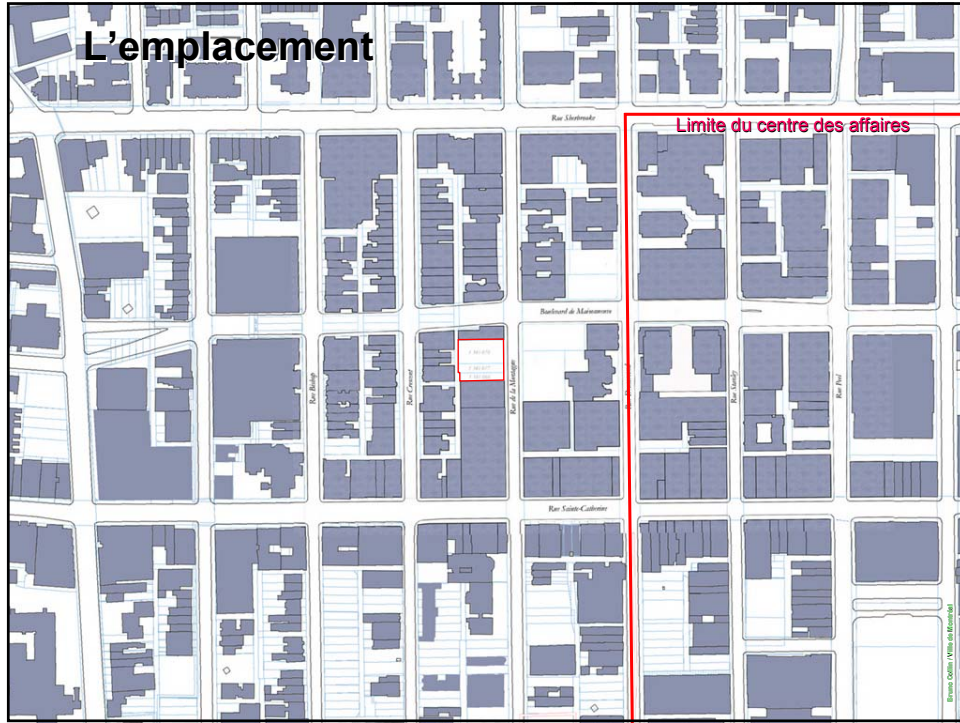 L'emplacement
Rue Sherbrooke
Limite du centre des affaires
Boulevard de Maisonneuve
Rue Bishop
Rue Crescent
Rue de la Montagne
Rue Stanley
Rue Peel
Rue Sainte-Catherine
Bruno Collin / Ville de Montréal